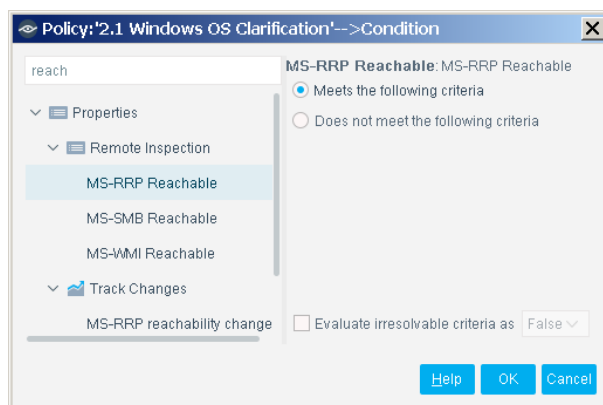 Policy:'2.1 Windows OS Clarification'-->Condition
reach
Properties
Remote Inspection
MS-RRP Reachable
MS-SMB Reachable
MS-WMI Reachable
Track Changes
MS-RRP reachability change
MS-RRP Reachable: MS-RRP Reachable
Meets the following criteria
Does not meet the following criteria
Evaluate irresolvable criteria as False
Help OK Cancel